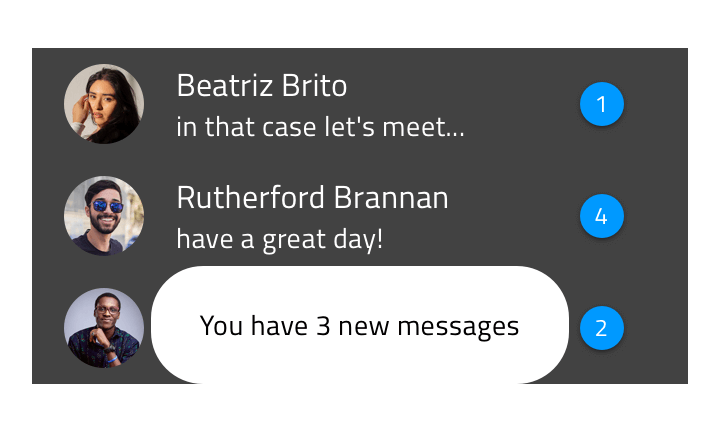 Beatriz Brito
in that case let's meet...
1
Rutherford Brannan
have a great day!
4
You have 3 new messages
2